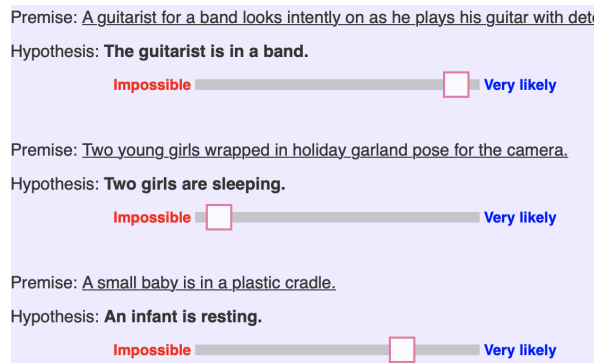 Premise: A guitarist for a band looks intently on as he plays his guitar with
Hypothesis: The guitarist is in a band.
Impossible Very likely
Premise: Two young girls wrapped in holiday garland pose for the camera.
Hypothesis: Two girls are sleeping.
Impossible Very likely
Premise: A small baby is in a plastic cradle.
Hypothesis: An infant is resting.
Impossible Very likely